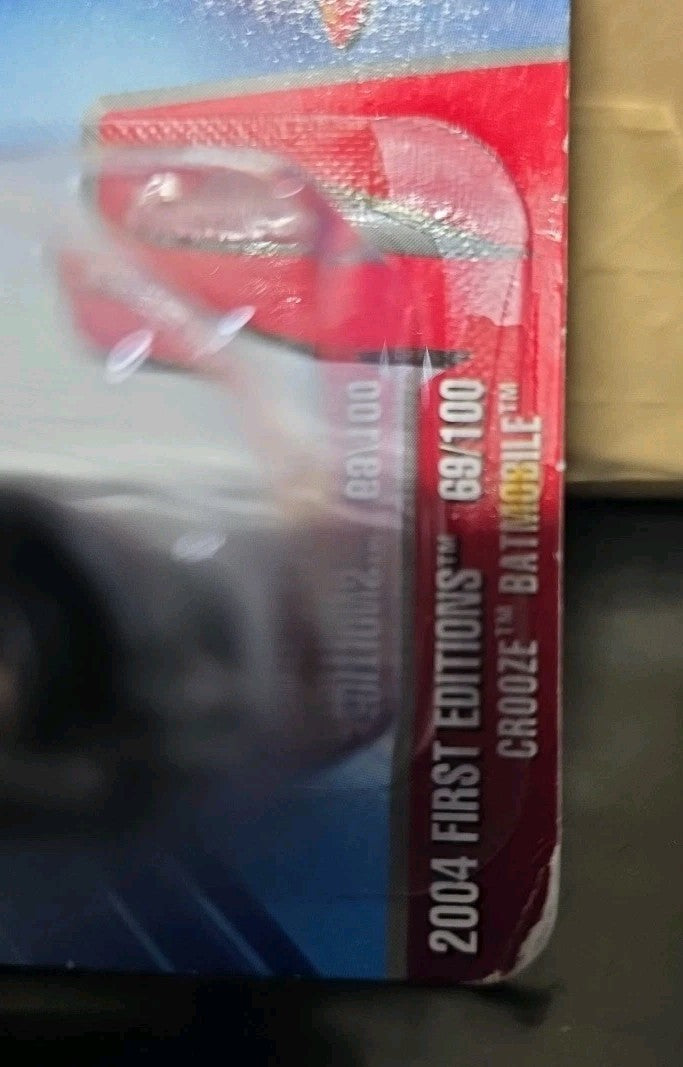 2004 FIRST EDITIONS™ 69/100
CROOZE™ BATMOBILE™